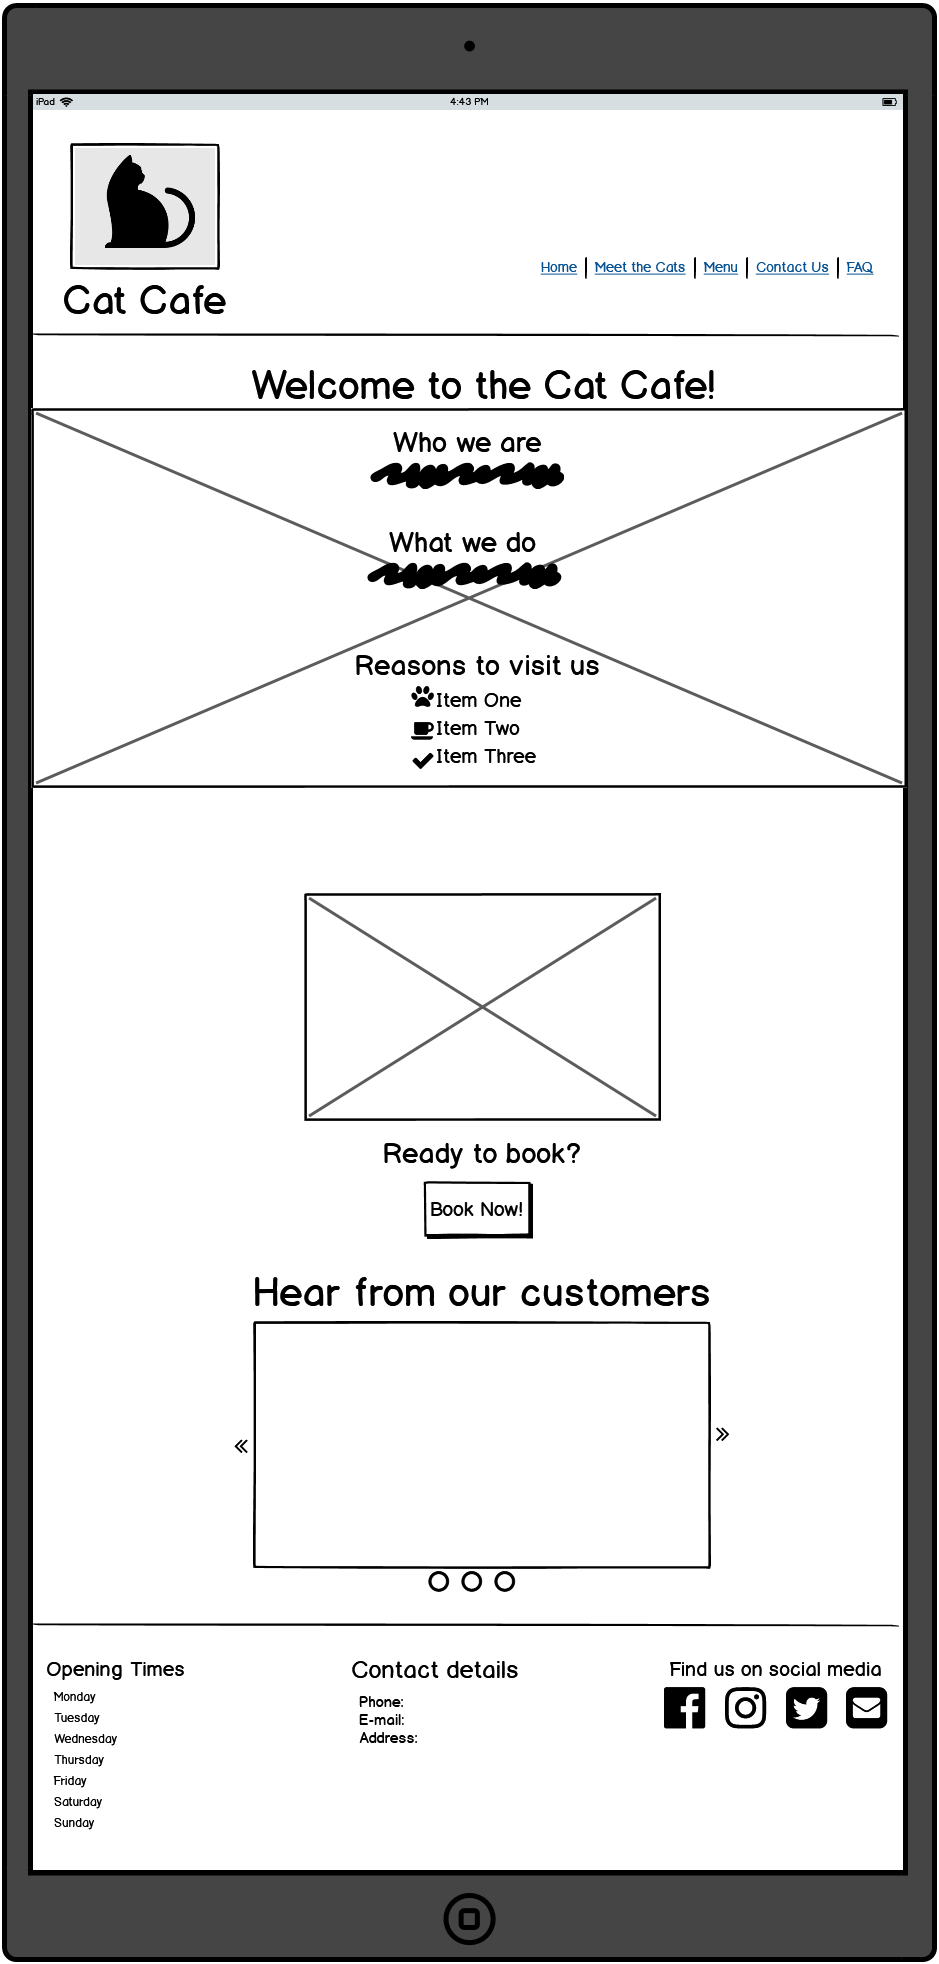 iPad
4:43 PM
Cat Cafe
Home | Meet the Cats | Menu | Contact Us | FAQ
Welcome to the Cat Cafe!
Who we are
What we do
Reasons to visit us
Item One
Item Two
Item Three
Ready to book?
Book Now!
Hear from our customers
Opening Times
Monday
Tuesday
Wednesday
Thursday
Friday
Saturday
Sunday
Contact details
Phone:
E-mail:
Address:
Find us on social media